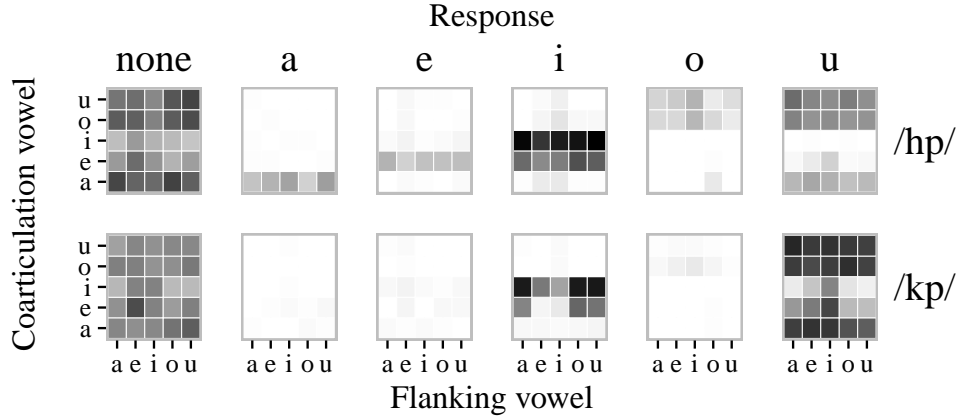 Response
none a e i o u
Coarticulation vowel
u
o
i
e
a
/hp/
u
o
i
e
a
/kp/
a e i o u a e i o u a e i o u a e i o u a e i o u a e i o u
Flanking vowel